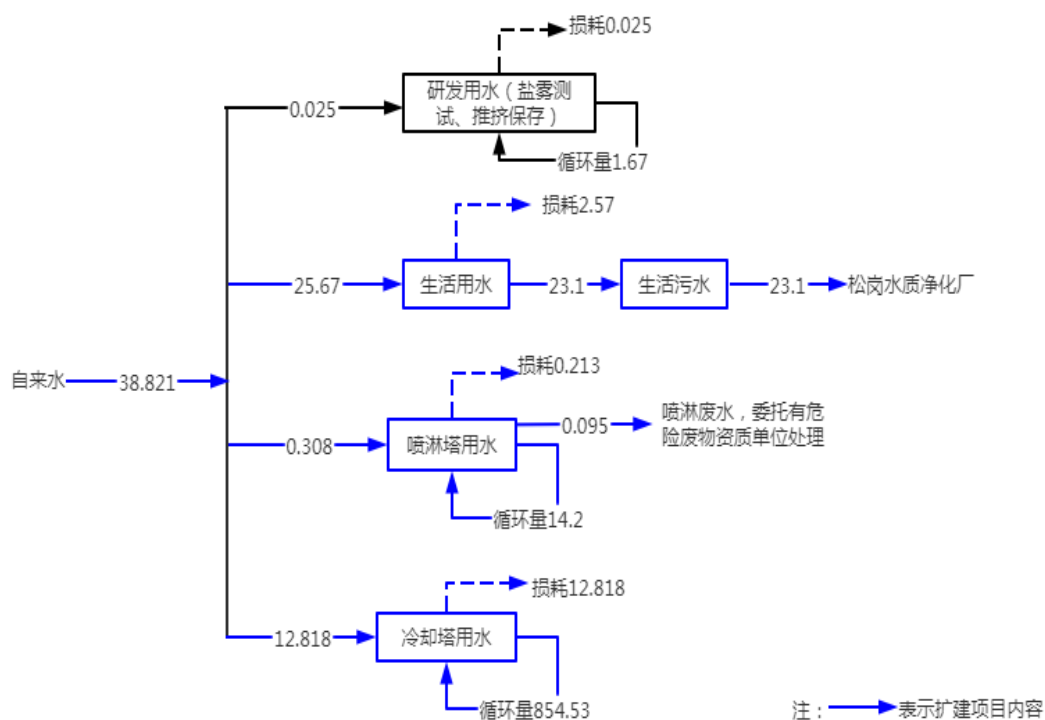 损耗0.025
研发用水（盐雾测
试、推挤保存）
0.025
循环量1.67
损耗2.57
25.67
生活用水
23.1
生活污水
23.1
松岗水质净化厂
自来水
38.821
损耗0.213
0.308
喷淋塔用水
0.095
喷淋废水，委托有危
险废物资质单位处理
循环量14.2
损耗12.818
12.818
冷却塔用水
循环量854.53
注：
表示扩建项目内容